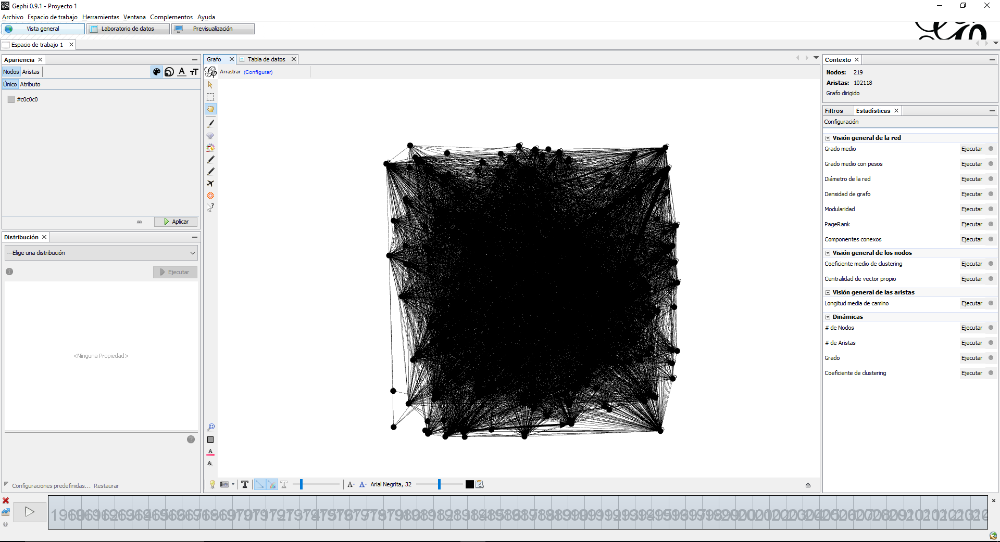 Gephi 0.9.1 - Proyecto 1
Archivo Espacio de trabajo Herramientas Ventana Complementos Ayuda
Vista general Laboratorio de datos Previsualización
Espacio de trabajo 1
Apariencia
Nodos Aristas
Único Atributo
#c0c0c0
Aplicar
Distribución
---Elige una distribución
Ejecutar
<Ninguna Propiedad>
Configuraciones predefinidas... Restaurar
Grafo Tabla de datos
Arrastrar (Configurar)
Arial Negrita, 32
Contexto
Nodos: 219
Aristas: 102118
Grafo dirigido
Filtros Estadísticas
Configuración
Visión general de la red
Grado medio Ejecutar
Grado medio con pesos Ejecutar
Diámetro de la red Ejecutar
Densidad de grafo Ejecutar
Modularidad Ejecutar
PageRank Ejecutar
Componentes conexos Ejecutar
Visión general de los nodos
Coeficiente medio de clustering Ejecutar
Centralidad de vector propio Ejecutar
Visión general de las aristas
Longitud media de camino Ejecutar
Dinámicas
# de Nodos Ejecutar
# de Aristas Ejecutar
Grado Ejecutar
Coeficiente de clustering Ejecutar